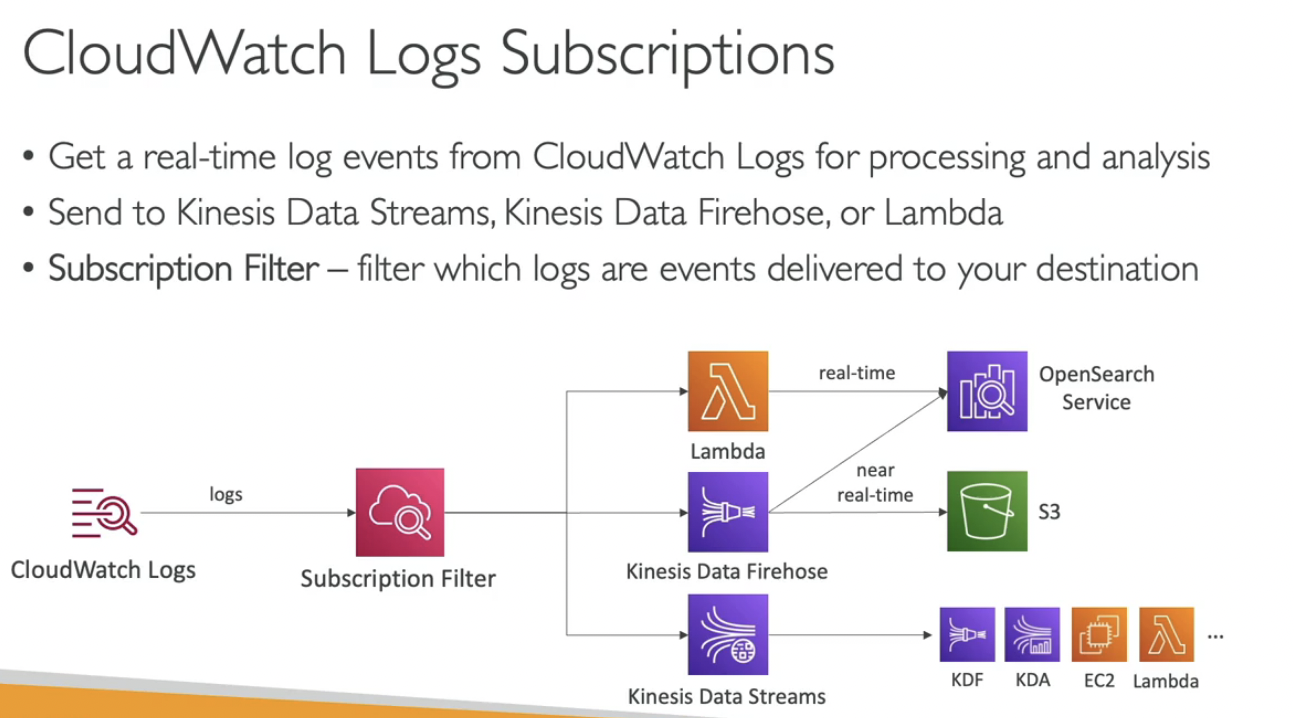 CloudWatch Logs Subscriptions
• Get a real-time log events from CloudWatch Logs for processing and analysis
• Send to Kinesis Data Streams, Kinesis Data Firehose, or Lambda
• Subscription Filter – filter which logs are events delivered to your destination
real-time
OpenSearch
Service
Lambda
near
real-time
logs
S3
CloudWatch Logs
Subscription Filter
Kinesis Data Firehose
...
KDF
KDA
EC2
Lambda
Kinesis Data Streams